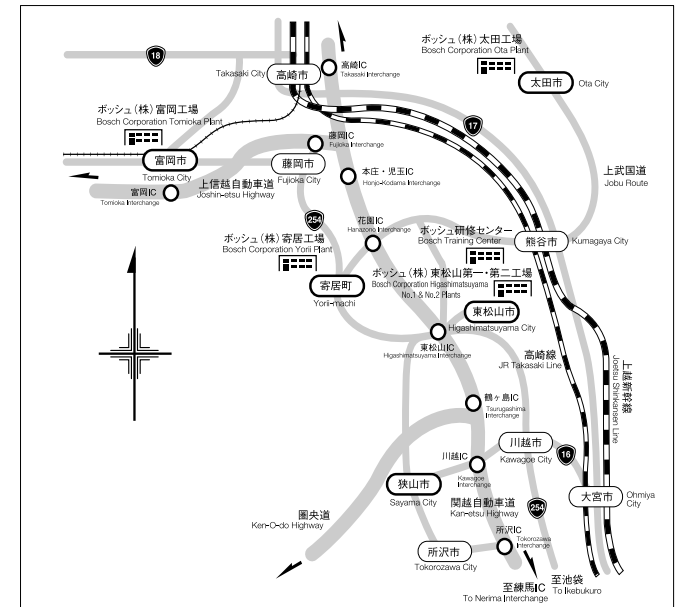 18
高崎市
Takasaki City
高崎IC
Takasaki Interchange
ボッシュ(株)太田工場
Bosch Corporation Ota Plant
太田市
Ota City
ボッシュ(株)富岡工場
Bosch Corporation Tomioka Plant
富岡市
Tomioka City
富岡IC
Tomioka Interchange
上信越自動車道
Joshin-etsu Highway
藤岡IC
Fujioka Interchange
藤岡市
Fujioka City
17
本庄・児玉IC
Honjo-Kodama Interchange
上武国道
Jobu Route
254
花園IC
Hanazono Interchange
ボッシュ(株)寄居工場
Bosch Corporation Yorii Plant
寄居町
Yorii-machi
ボッシュ研修センター
Bosch Training Center
熊谷市
Kumagaya City
ボッシュ(株)東松山第一・第二工場
Bosch Corporation Higashimatsuyama
No.1 & No.2 Plants
東松山市
Higashimatsuyama City
東松山IC
Higashimatsuyama Interchange
高崎線
JR Takasaki Line
上越新幹線
Joetsu Shinkansen Line
鶴ヶ島IC
Tsurugashima
Interchange
川越市
Kawagoe City
16
川越IC
Kawagoe
Interchange
狭山市
Sayama City
大宮市
Ohmiya
City
関越自動車道
Kan-etsu Highway
254
圏央道
Ken-O-do Highway
所沢IC
Tokorozawa
Interchange
所沢市
Tokorozawa City
至練馬IC
To Nerima Interchange
至池袋
To Ikebukuro